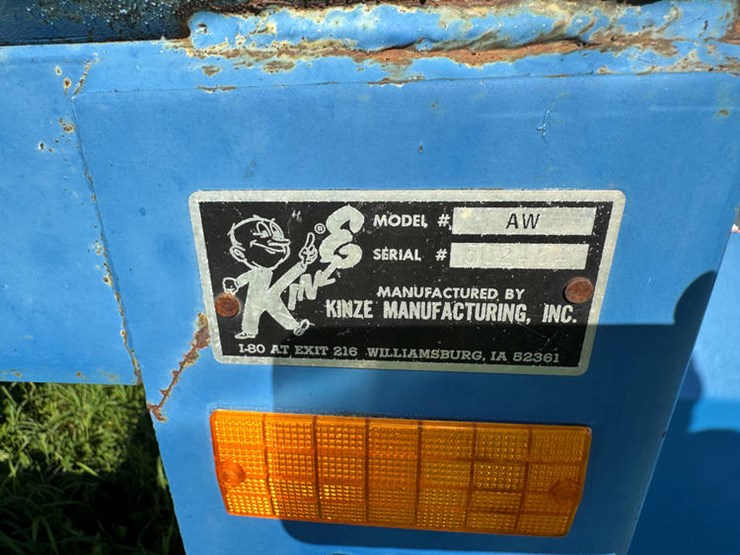 KINZE ®
MODEL # AW
SERIAL #
MANUFACTURED BY
KINZE MANUFACTURING, INC.
I-80 AT EXIT 216 WILLIAMSBURG, IA 52361